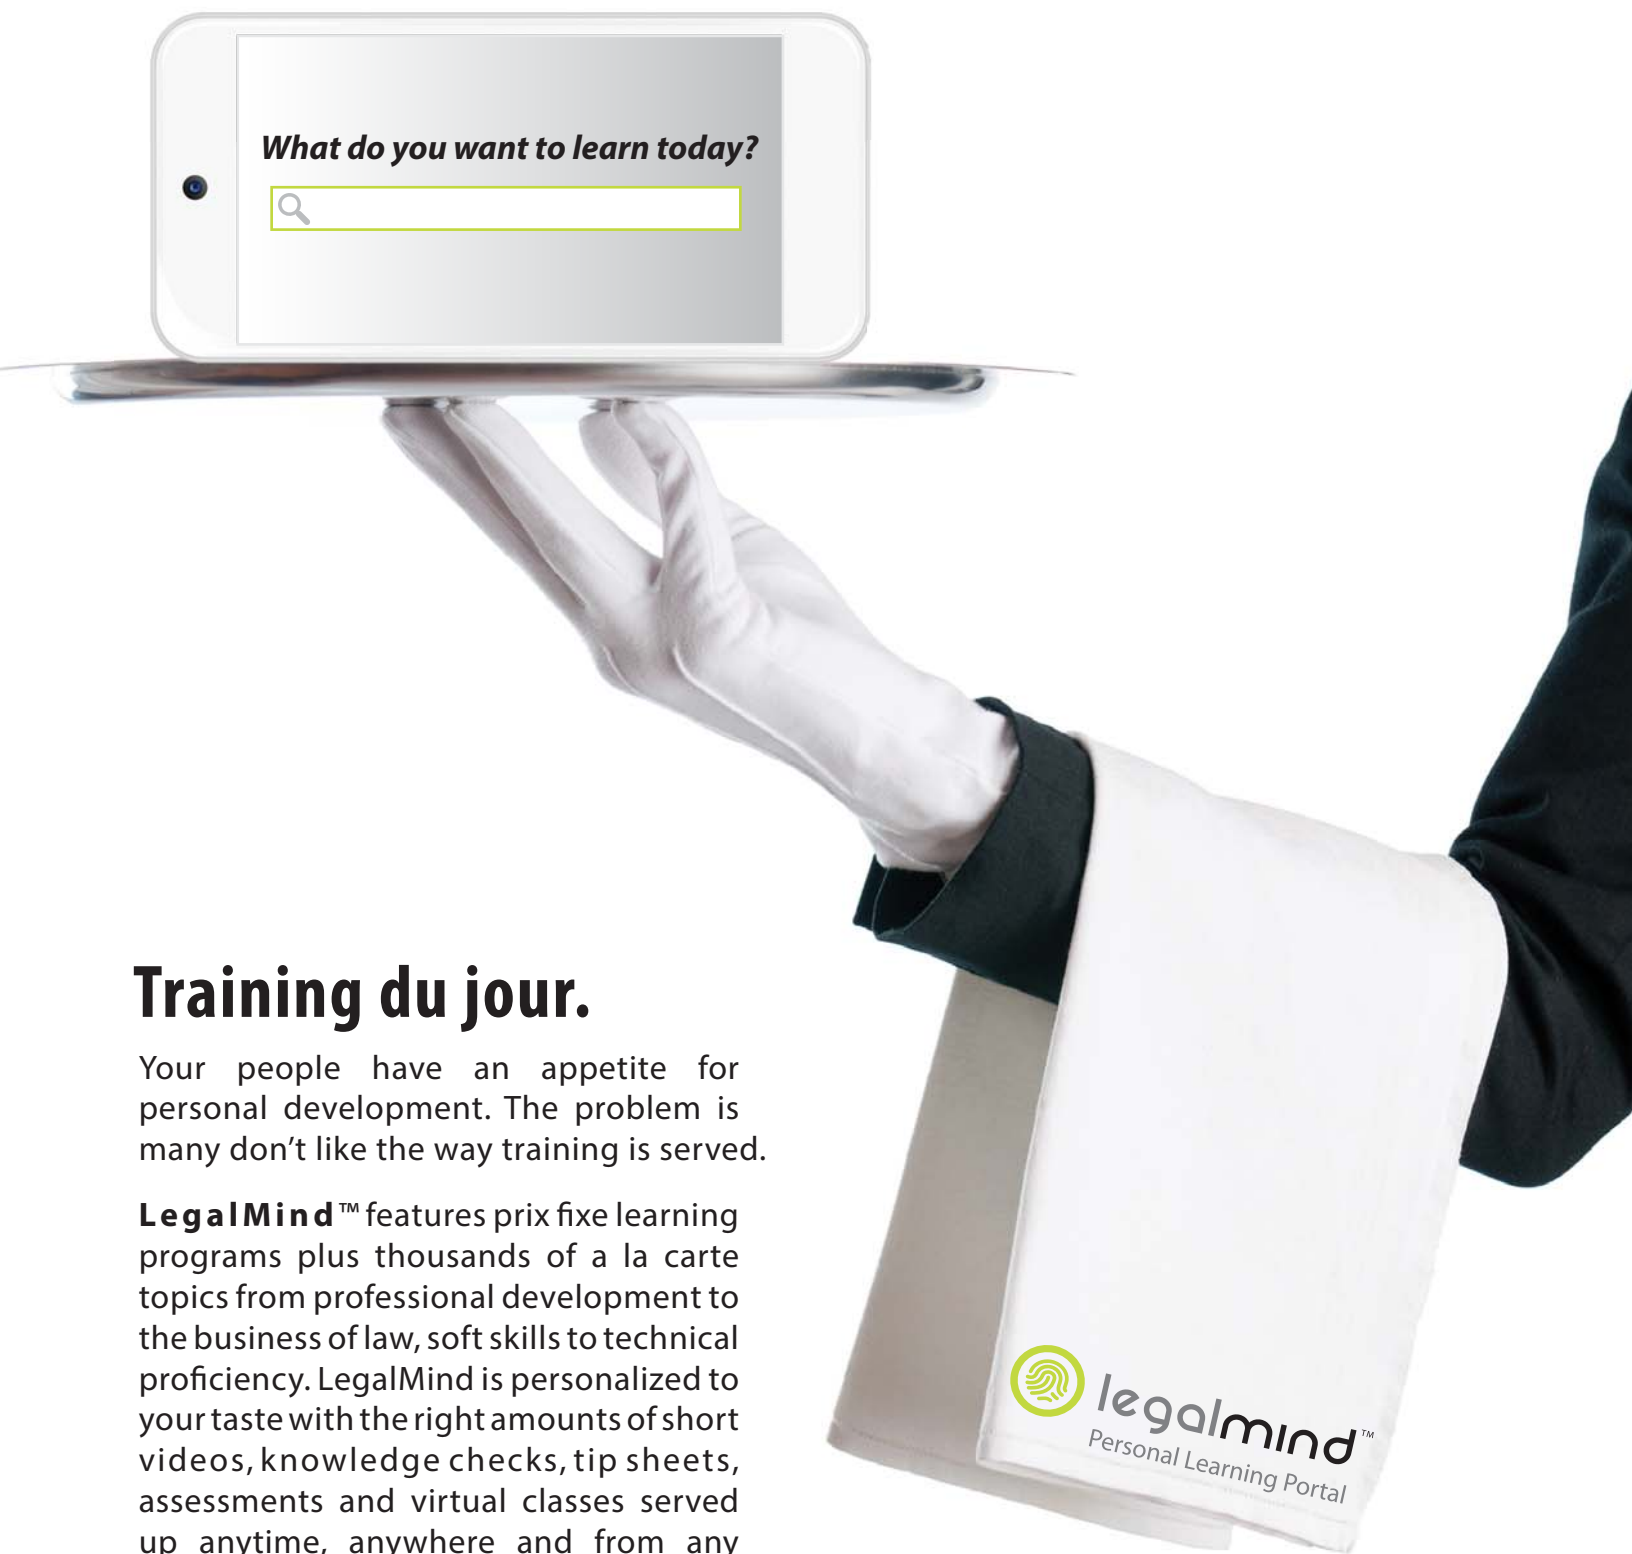 What do you want to learn today?
Training du jour.
Your people have an appetite for
personal development. The problem is
many don't like the way training is served.
LegalMind™ features prix fixe learning
programs plus thousands of a la carte
topics from professional development to
the business of law, soft skills to technical
proficiency. LegalMind is personalized to
your taste with the right amounts of short
videos, knowledge checks, tip sheets,
assessments and virtual classes served
up anytime, anywhere and from any
legalmind™
Personal Learning Portal